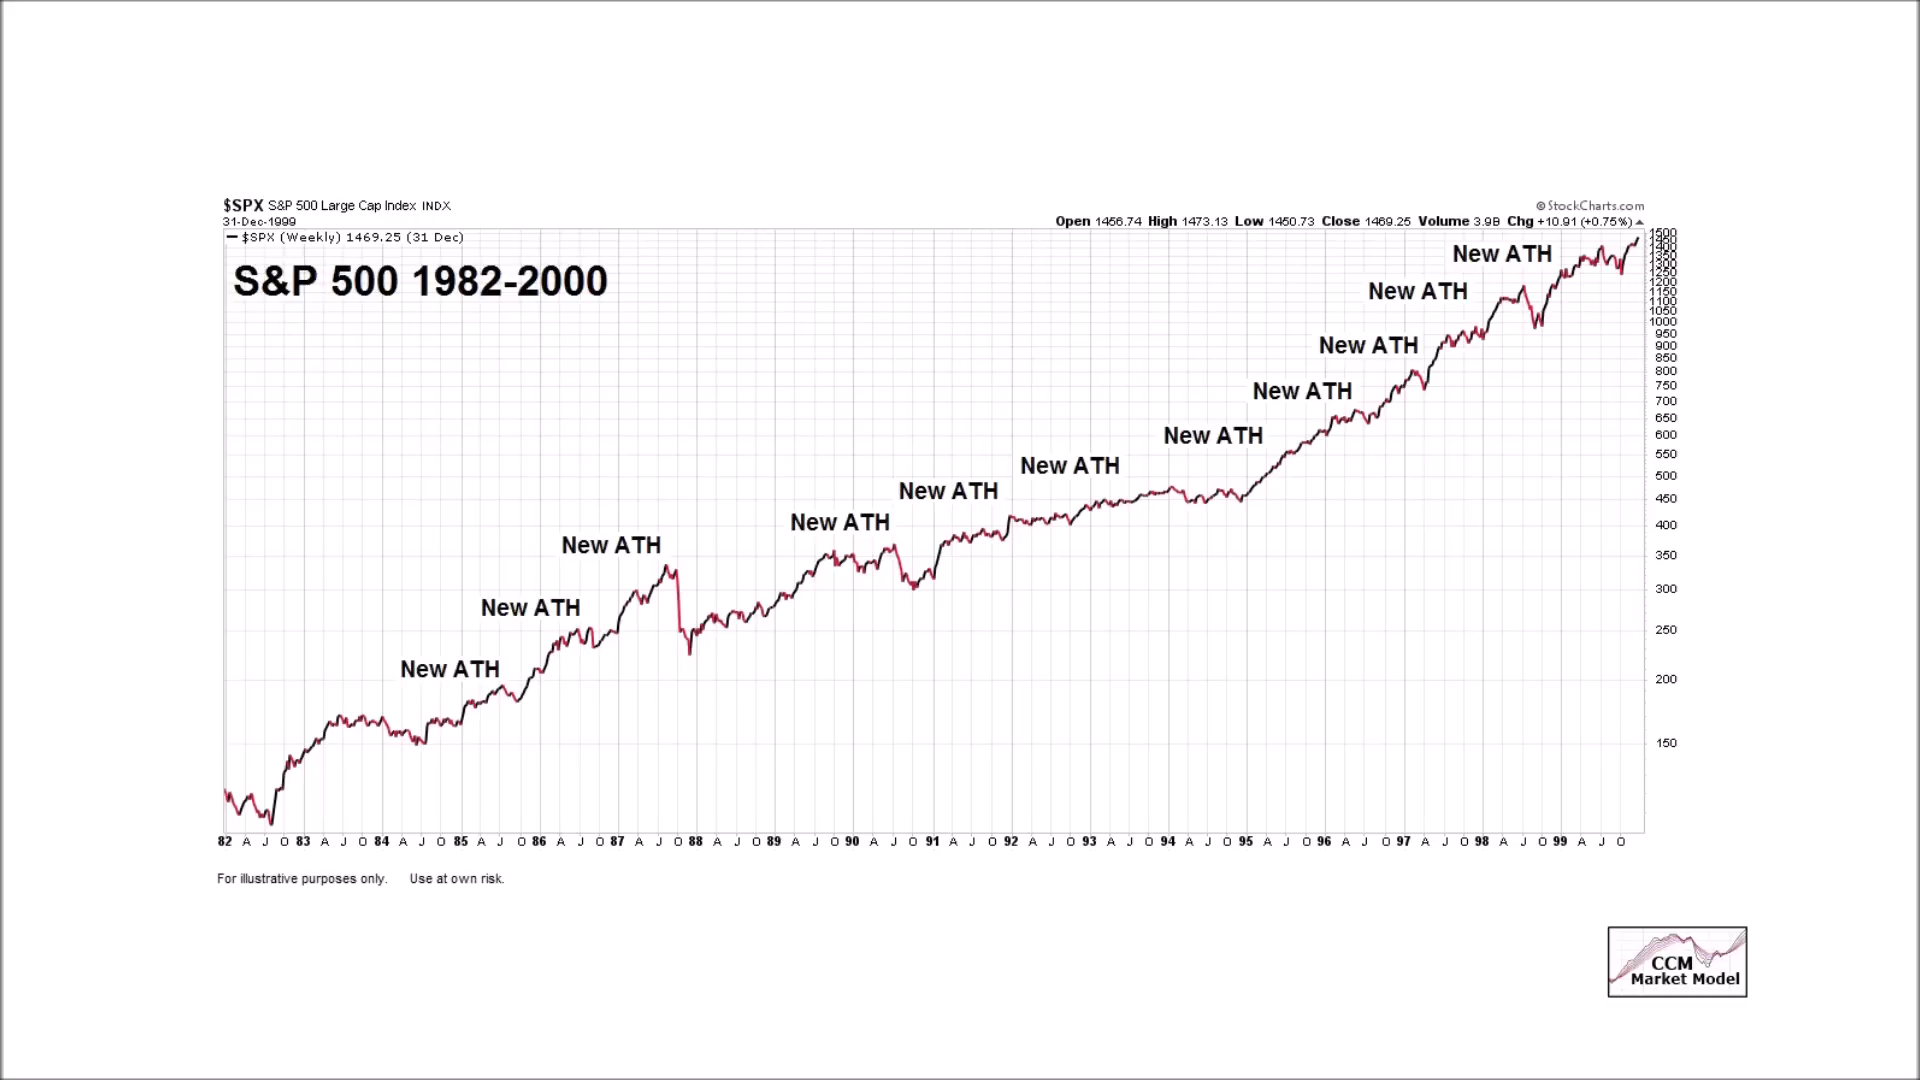 $SPX S&P 500 Large Cap Index INDX
© StockCharts.com
31-Dec-1999
Open 1456.74 High 1473.13 Low 1450.73 Close 1469.25 Volume 3.9B Chg +10.91 (+0.75%)
$SPX (Weekly) 1469.25 (31 Dec)
S&P 500 1982-2000
New ATH
New ATH
New ATH
New ATH
New ATH
New ATH
New ATH
New ATH
New ATH
New ATH
New ATH
1500
1450
1400
1350
1300
1250
1200
1150
1100
1050
1000
950
900
850
800
750
700
650
600
550
500
450
400
350
300
250
200
150
82 A J O 83 A J O 84 A J O 85 A J O 86 A J O 87 A J O 88 A J O 89 A J O 90 A J O 91 A J O 92 A J O 93 A J O 94 A J O 95 A J O 96 A J O 97 A J O 98 A J O 99 A J O
For illustrative purposes only. Use at own risk.
CCM
Market Model